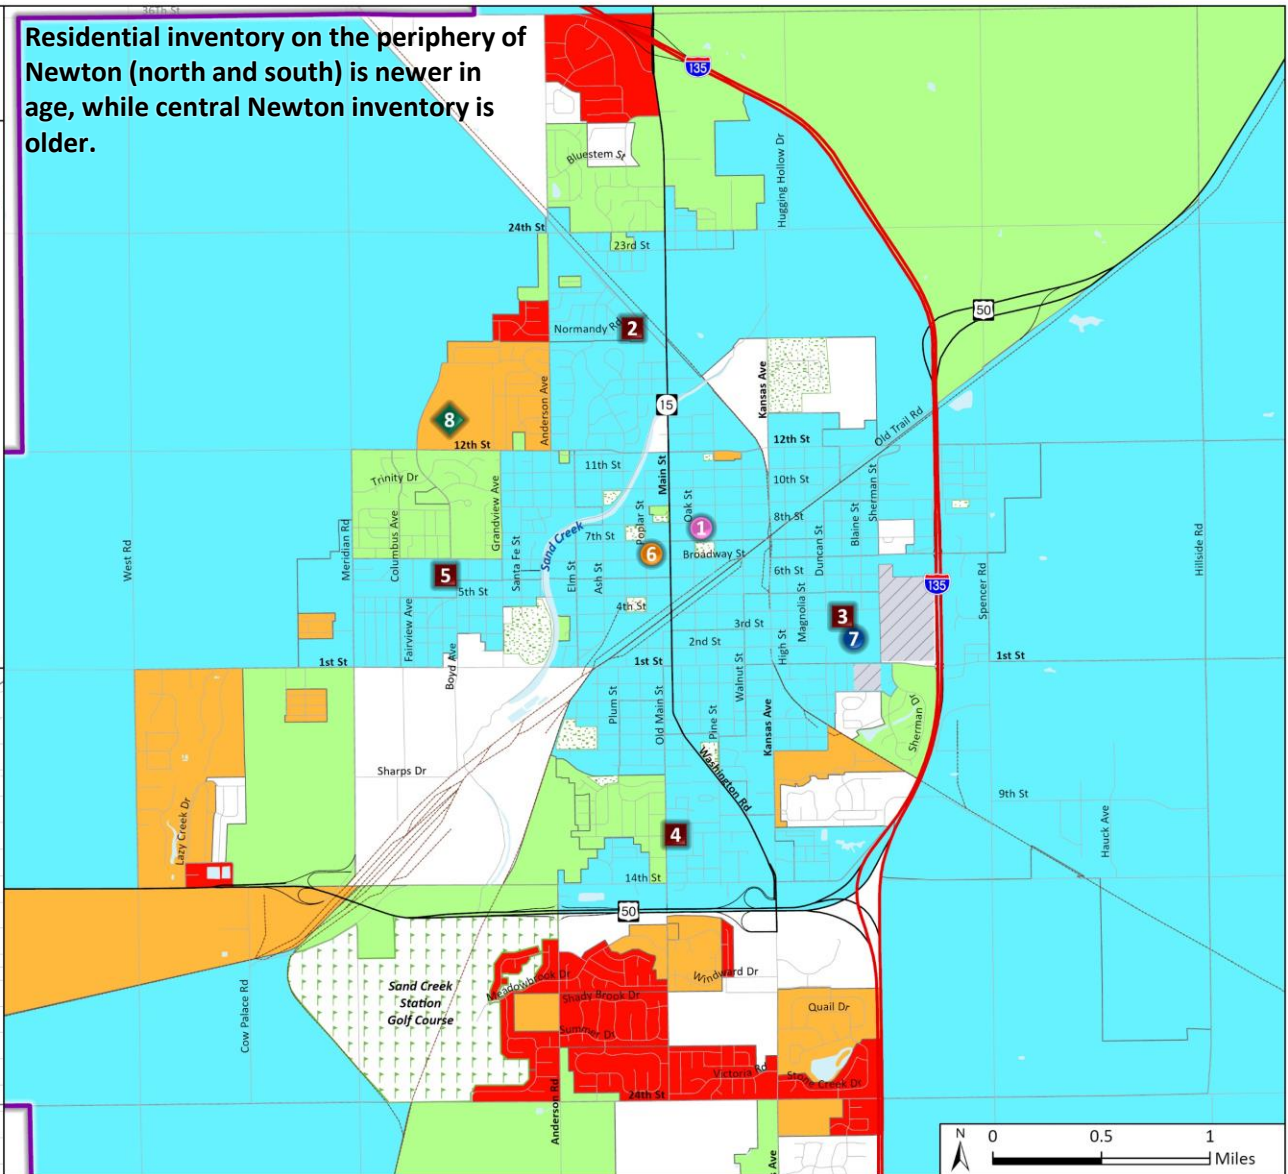 36Th St
Residential inventory on the periphery of
Newton (north and south) is newer in
age, while central Newton inventory is
older.
135
Hugging Hollow Dr
Bluestem St
24th St
23rd St
50
Normandy Rd
2
15
Kansas Ave
Anderson Ave
8
12th St
12th St
Old Trail Rd
11th St
Main St
Trinity Dr
10th St
Sherman St
Grandview Ave
Oak St
8th St
Poplar St
1
Blaine St
Meridian Rd
Columbus Ave
Santa Fe St
Sand Creek
7th St
6
Broadway St
Duncan St
West Rd
Hillside Rd
5
Elm St
Ash St
6th St
135
Spencer Rd
5th St
4th St
Magnolia St
3
Fairview Ave
3rd St
7
2nd St
High St
1st St
1st St
1st St
Boyd Ave
Walnut St
Plum St
Old Main St
Pine St
Kansas Ave
Sherman Dr
Sharps Dr
Washington Rd
9th St
Lazy Creek Dr
4
Hauck Ave
14th St
50
Sand Creek
Station
Golf Course
Meadowbrook Dr
Windward Dr
Shady Brook Dr
Quail Dr
Cow Palace Rd
Summer Dr
Victoria Rd
Stone Creek Dr
24th St
Anderson Rd
s Ave
N
0 0.5 1
Miles